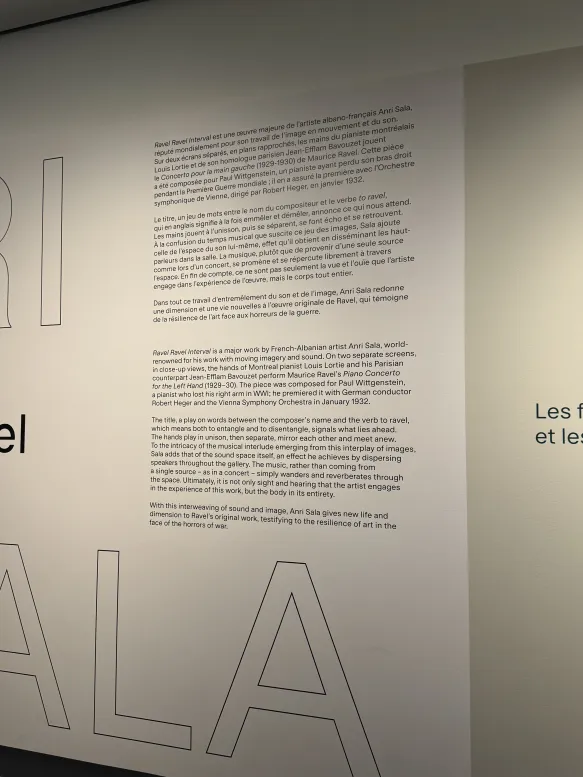 RI
Ravel Ravel Interval est une œuvre majeure de l'artiste albano-français Anri Sala,
réputé mondialement pour son travail de l'image en mouvement et du son.
Sur deux écrans séparés, en plans rapprochés, les mains du pianiste montréalais
Louis Lortie et de son homologue parisien Jean-Efflam Bavouzet jouent
le Concerto pour la main gauche (1929-1930) de Maurice Ravel. Cette pièce
a été composée pour Paul Wittgenstein, un pianiste ayant perdu son bras droit
pendant la Première Guerre mondiale ; il en a assuré la première avec l'Orchestre
symphonique de Vienne, dirigé par Robert Heger, en janvier 1932.
Le titre, un jeu de mots entre le nom du compositeur et le verbe to ravel,
qui en anglais signifie à la fois emmêler et démêler, annonce ce qui nous attend.
Les mains jouent à l'unisson, puis se séparent, se font écho et se retrouvent.
À la confusion du temps musical que suscite ce jeu des images, Sala ajoute
celle de l'espace du son lui-même, effet qu'il obtient en disséminant les haut-
parleurs dans la salle. La musique, plutôt que de provenir d'une seule source
comme lors d'un concert, se promène et se répercute librement à travers
l'espace. En fin de compte, ce ne sont pas seulement la vue et l'ouïe que l'artiste
engage dans l'expérience de l'œuvre, mais le corps tout entier.
Dans tout ce travail d'entremêlement du son et de l'image, Anri Sala redonne
une dimension et une vie nouvelles à l'œuvre originale de Ravel, qui témoigne
de la résilience de l'art face aux horreurs de la guerre.
Ravel Ravel Interval is a major work by French-Albanian artist Anri Sala, world-
renowned for his work with moving imagery and sound. On two separate screens,
in close-up views, the hands of Montreal pianist Louis Lortie and his Parisian
counterpart Jean-Efflam Bavouzet perform Maurice Ravel's Piano Concerto
for the Left Hand (1929–30). The piece was composed for Paul Wittgenstein,
a pianist who lost his right arm in WWI; he premiered it with German conductor
Robert Heger and the Vienna Symphony Orchestra in January 1932.
The title, a play on words between the composer's name and the verb to ravel,
which means both to entangle and to disentangle, signals what lies ahead.
The hands play in unison, then separate, mirror each other and meet anew.
To the intricacy of the musical interlude emerging from this interplay of images,
Sala adds that of the sound space itself, an effect he achieves by dispersing
speakers throughout the gallery. The music, rather than coming from
a single source – as in a concert – simply wanders and reverberates through
the space. Ultimately, it is not only sight and hearing that the artist engages
in the experience of this work, but the body in its entirety.
With this interweaving of sound and image, Anri Sala gives new life and
dimension to Ravel's original work, testifying to the resilience of art in the
face of the horrors of war.
el
ALA
Les f
et les